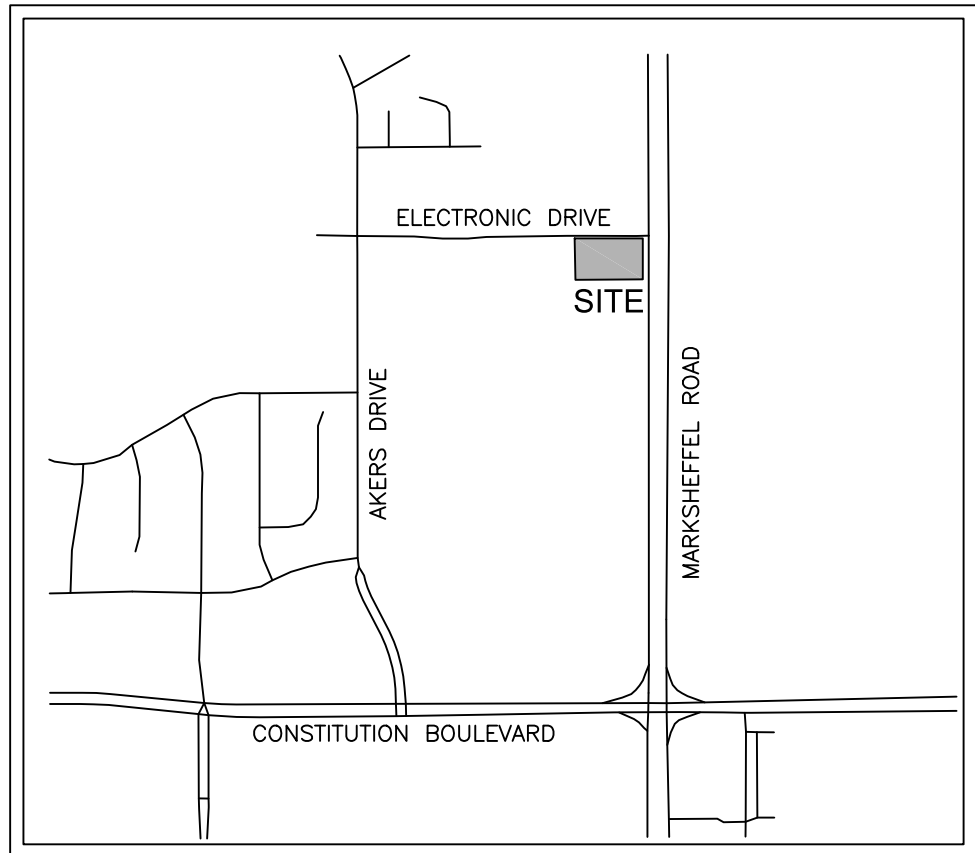 ELECTRONIC DRIVE
SITE
AKERS DRIVE
MARKSHEFFEL ROAD
CONSTITUTION BOULEVARD